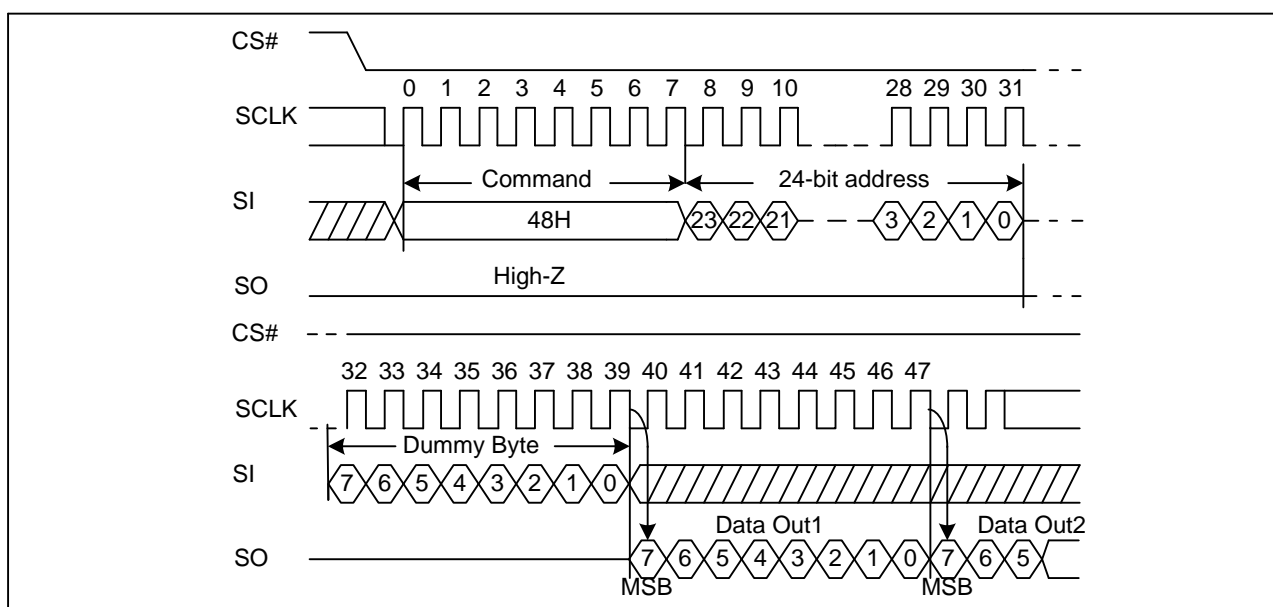 CS#
0 1 2 3 4 5 6 7 8 9 10 28 29 30 31
SCLK
Command 24-bit address
SI
48H 23 22 21 3 2 1 0
High-Z
SO
CS#
32 33 34 35 36 37 38 39 40 41 42 43 44 45 46 47
SCLK
Dummy Byte
SI
7 6 5 4 3 2 1 0
Data Out1 Data Out2
SO
7 6 5 4 3 2 1 0 7 6 5
MSB MSB